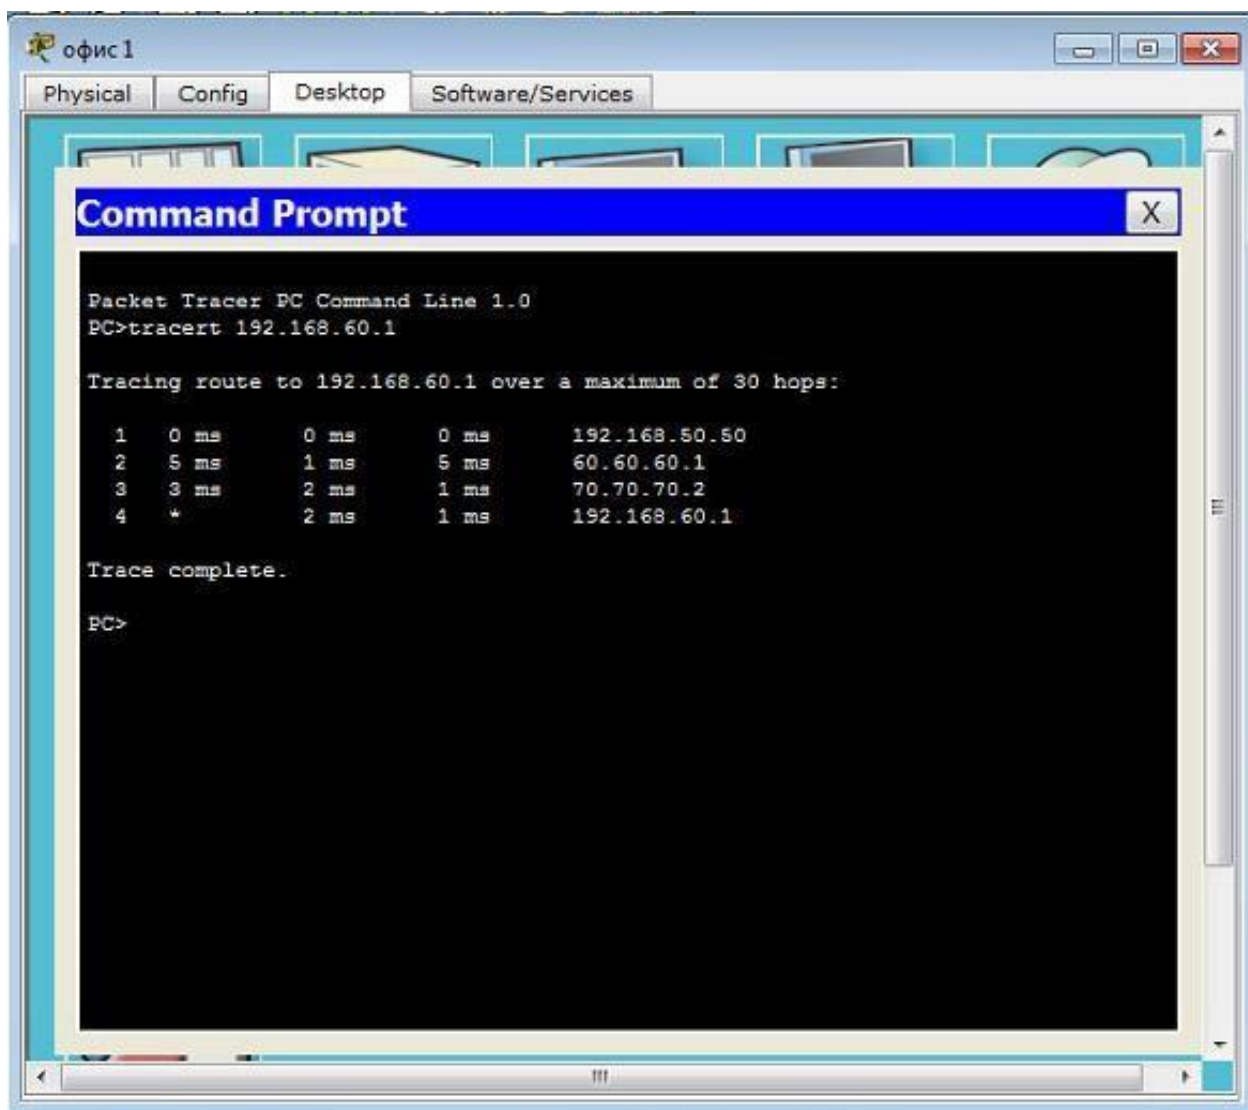 офис 1
Physical Config Desktop Software/Services
Command Prompt X
Packet Tracer PC Command Line 1.0
PC>tracert 192.168.60.1
Tracing route to 192.168.60.1 over a maximum of 30 hops:
1 0 ms 0 ms 0 ms 192.168.50.50
2 5 ms 1 ms 5 ms 60.60.60.1
3 3 ms 2 ms 1 ms 70.70.70.2
4 * 2 ms 1 ms 192.168.60.1
Trace complete.
PC>